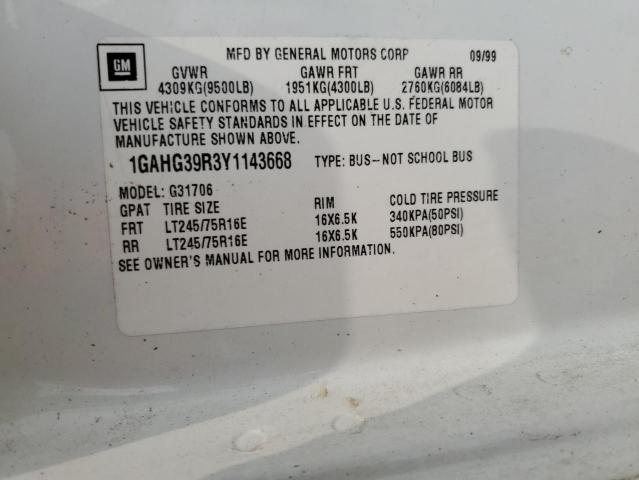 GM
MFD BY GENERAL MOTORS CORP 09/99
GVWR GAWR FRT GAWR RR
4309KG(9500LB) 1951KG(4300LB) 2760KG(6084LB)
THIS VEHICLE CONFORMS TO ALL APPLICABLE U.S. FEDERAL MOTOR
VEHICLE SAFETY STANDARDS IN EFFECT ON THE DATE OF
MANUFACTURE SHOWN ABOVE.
1GAHG39R3Y1143668 TYPE: BUS-NOT SCHOOL BUS
MODEL: G31706
GPAT TIRE SIZE RIM COLD TIRE PRESSURE
FRT LT245/75R16E 16X6.5K 340KPA(50PSI)
RR LT245/75R16E 16X6.5K 550KPA(80PSI)
SEE OWNER'S MANUAL FOR MORE INFORMATION.